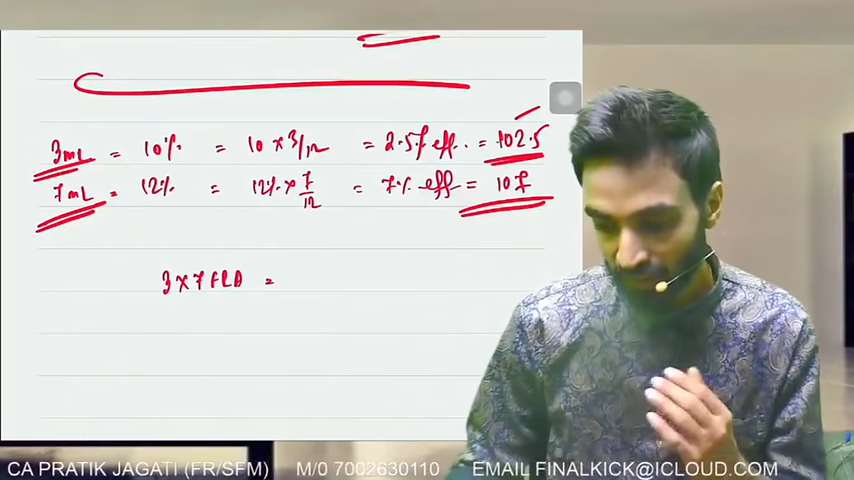 3mL = 10% = 10 x 3/12 = 2.5% eff. = 102.5
7mL = 12% = 12% x 7/12 = 7% eff = 107
3 x 7 FRA =
CA PRATIK JAGATI (FR/SFM) M/0 7002630110 EMAIL FINALKICK@ICLOUD.COM